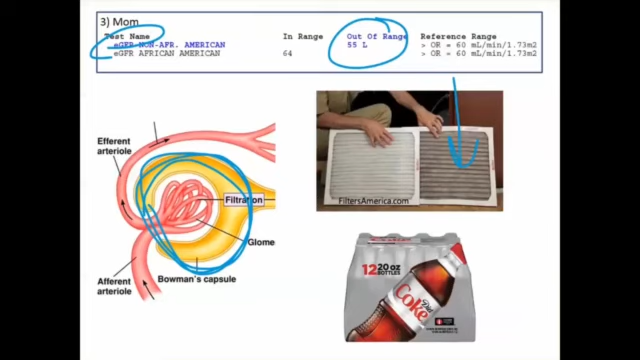 3) Mom
Test Name In Range Out Of Range Reference Range
eGFR NON-AFR. AMERICAN 55 L > OR = 60 mL/min/1.73m2
eGFR AFRICAN AMERICAN 64 > OR = 60 mL/min/1.73m2
Efferent
arteriole
Filtration
Glome
Bowman's capsule
Afferent
arteriole
FiltersAmerica.com
12 20 oz
BOTTLES
Diet
Coke